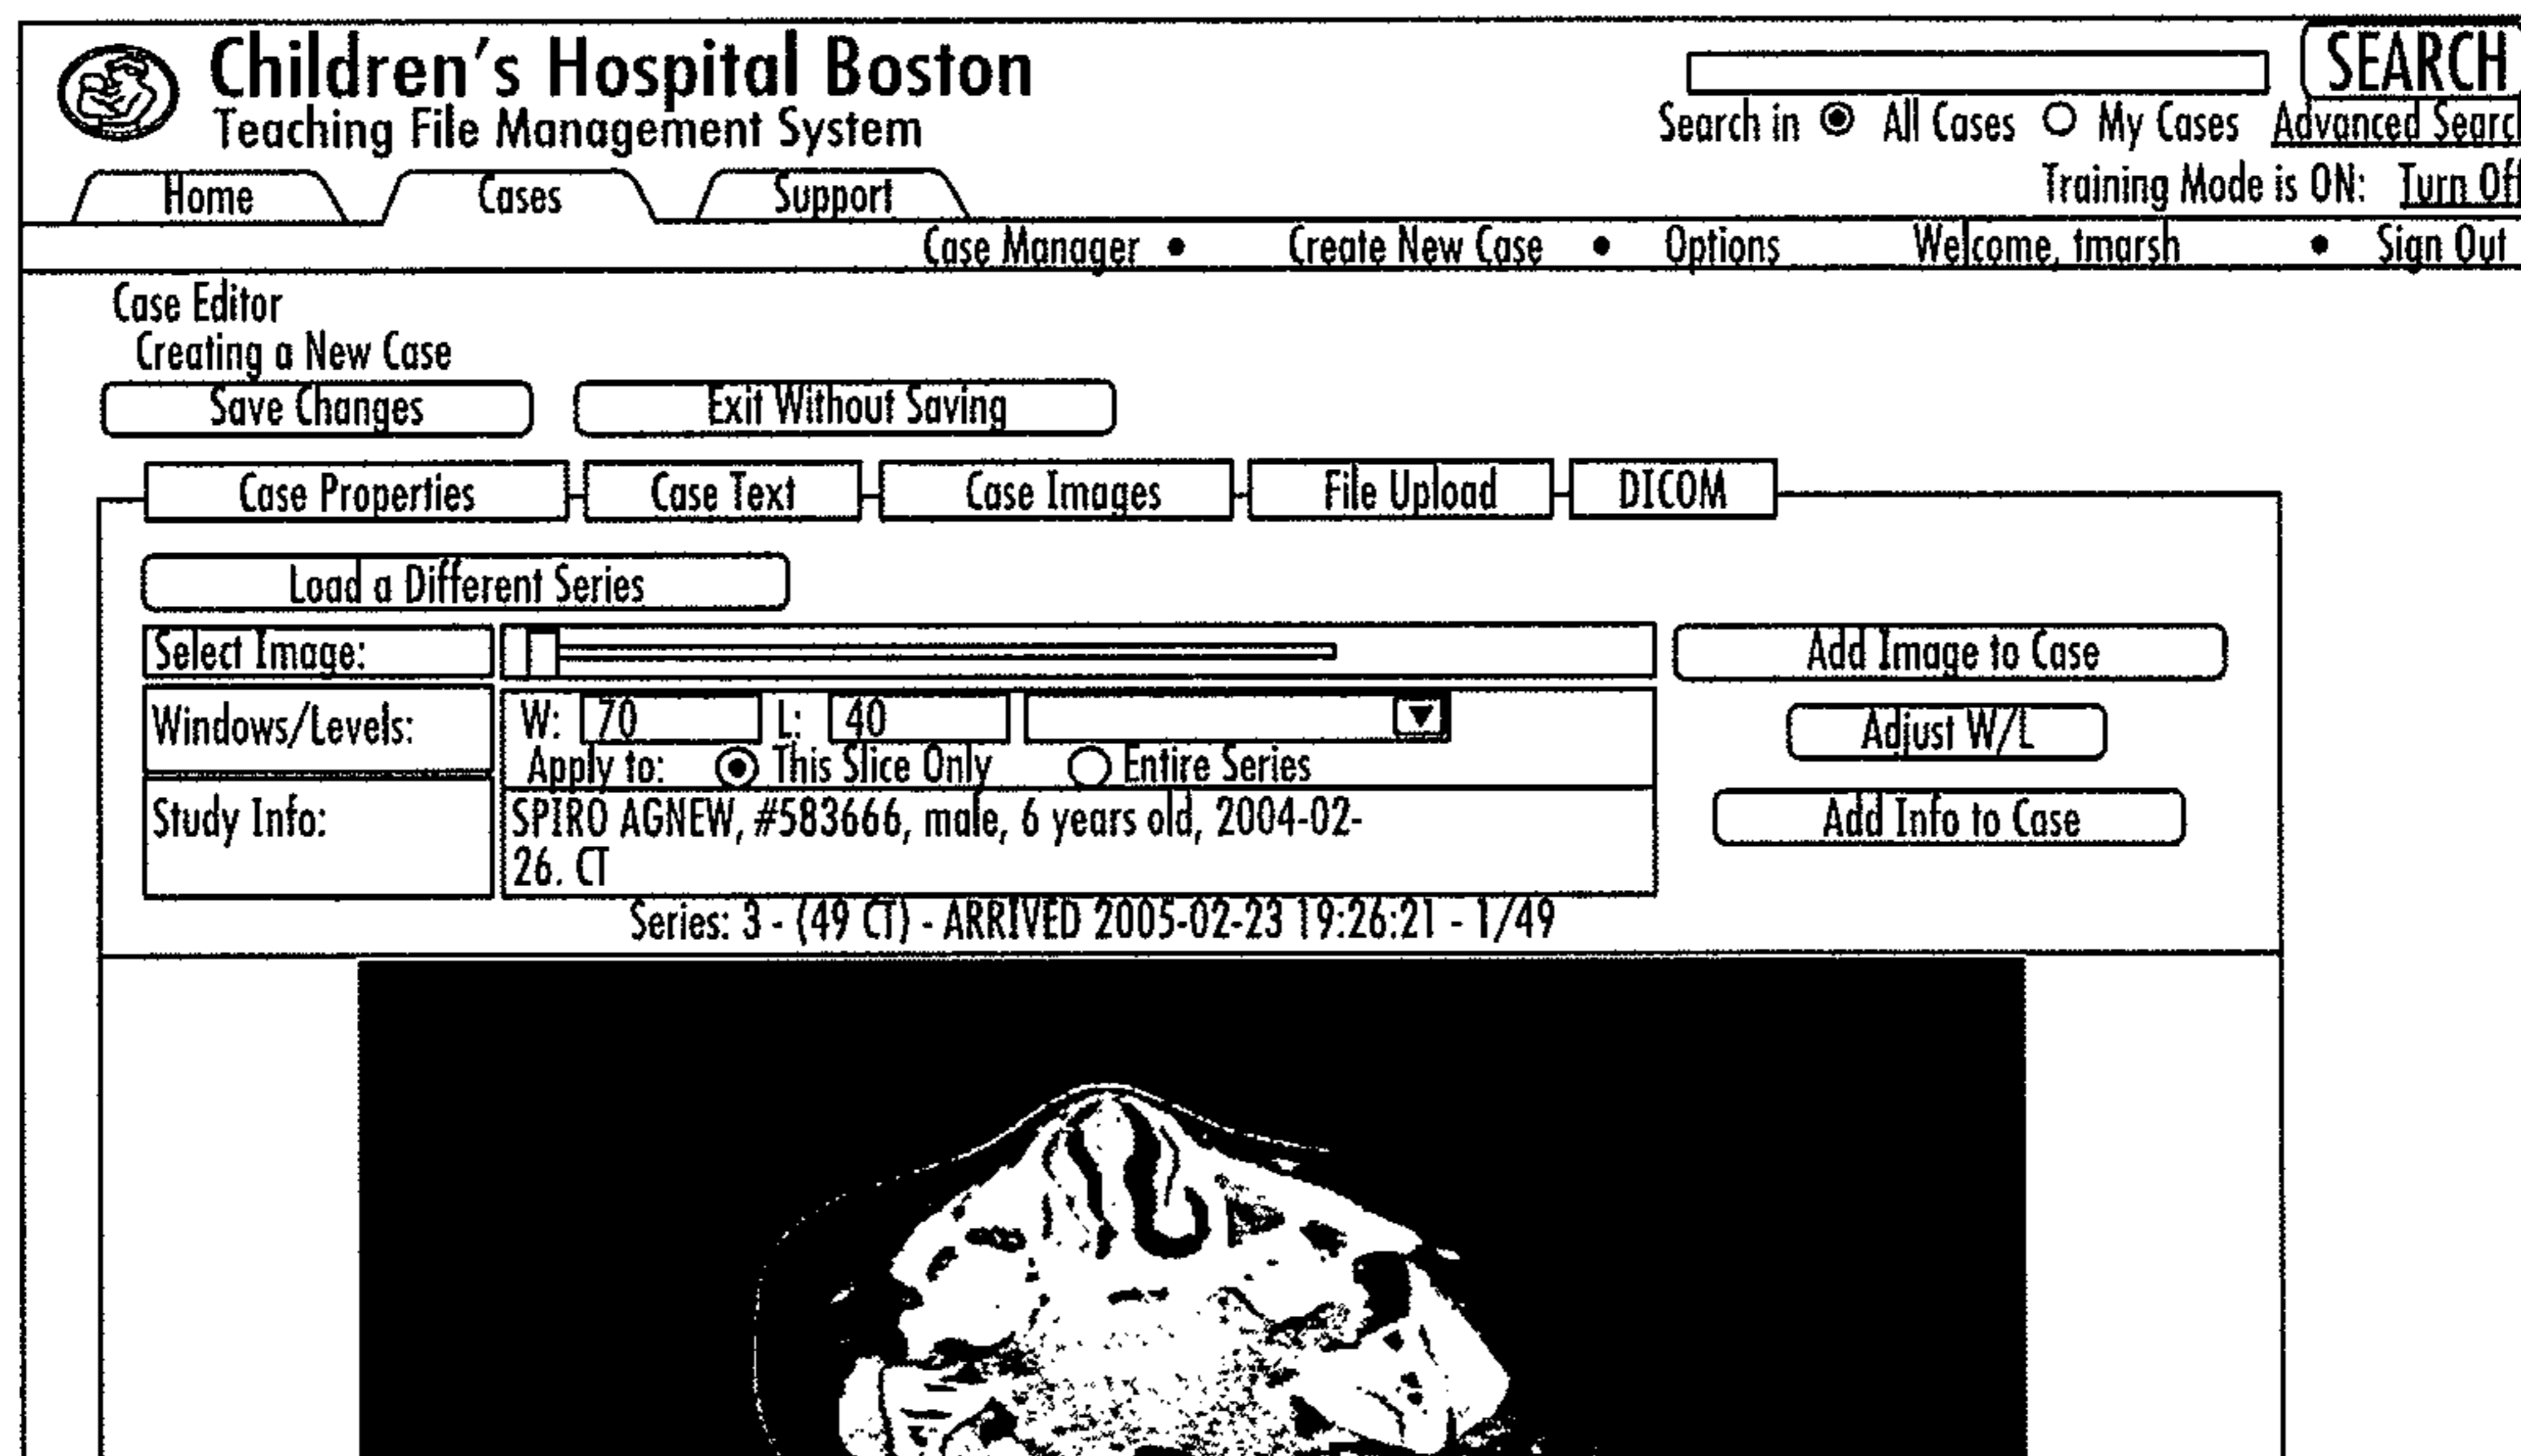 Children's Hospital Boston
Teaching File Management System
SEARCH
Search in All Cases My Cases Advanced Search
Training Mode is ON: Turn Off
Home Cases Support
Case Manager • Create New Case • Options Welcome, tmarsh • Sign Out
Case Editor
Creating a New Case
Save Changes Exit Without Saving
Case Properties Case Text Case Images File Upload DICOM
Load a Different Series
Select Image: Add Image to Case
Windows/Levels: W: 70 L: 40 Adjust W/L
Apply to: This Slice Only Entire Series
Study Info: SPIRO AGNEW, #583666, male, 6 years old, 2004-02- Add Info to Case
26. CT
Series: 3 - (49 CT) - ARRIVED 2005-02-23 19:26:21 - 1/49